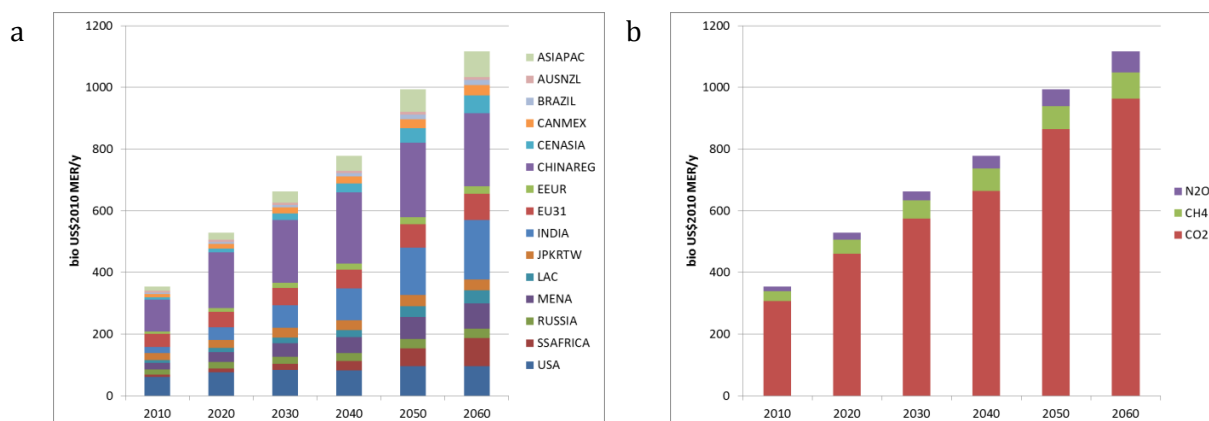 a
bio US$2010 MER/y
1200
1000
800
600
400
200
0
2010 2020 2030 2040 2050 2060
ASIAPAC
AUSNZL
BRAZIL
CANMEX
CENASIA
CHINAREG
EEUR
EU31
INDIA
JPKRTW
LAC
MENA
RUSSIA
SSAFRICA
USA
b
bio US$2010 MER/y
1200
1000
800
600
400
200
0
2010 2020 2030 2040 2050 2060
N2O
CH4
CO2